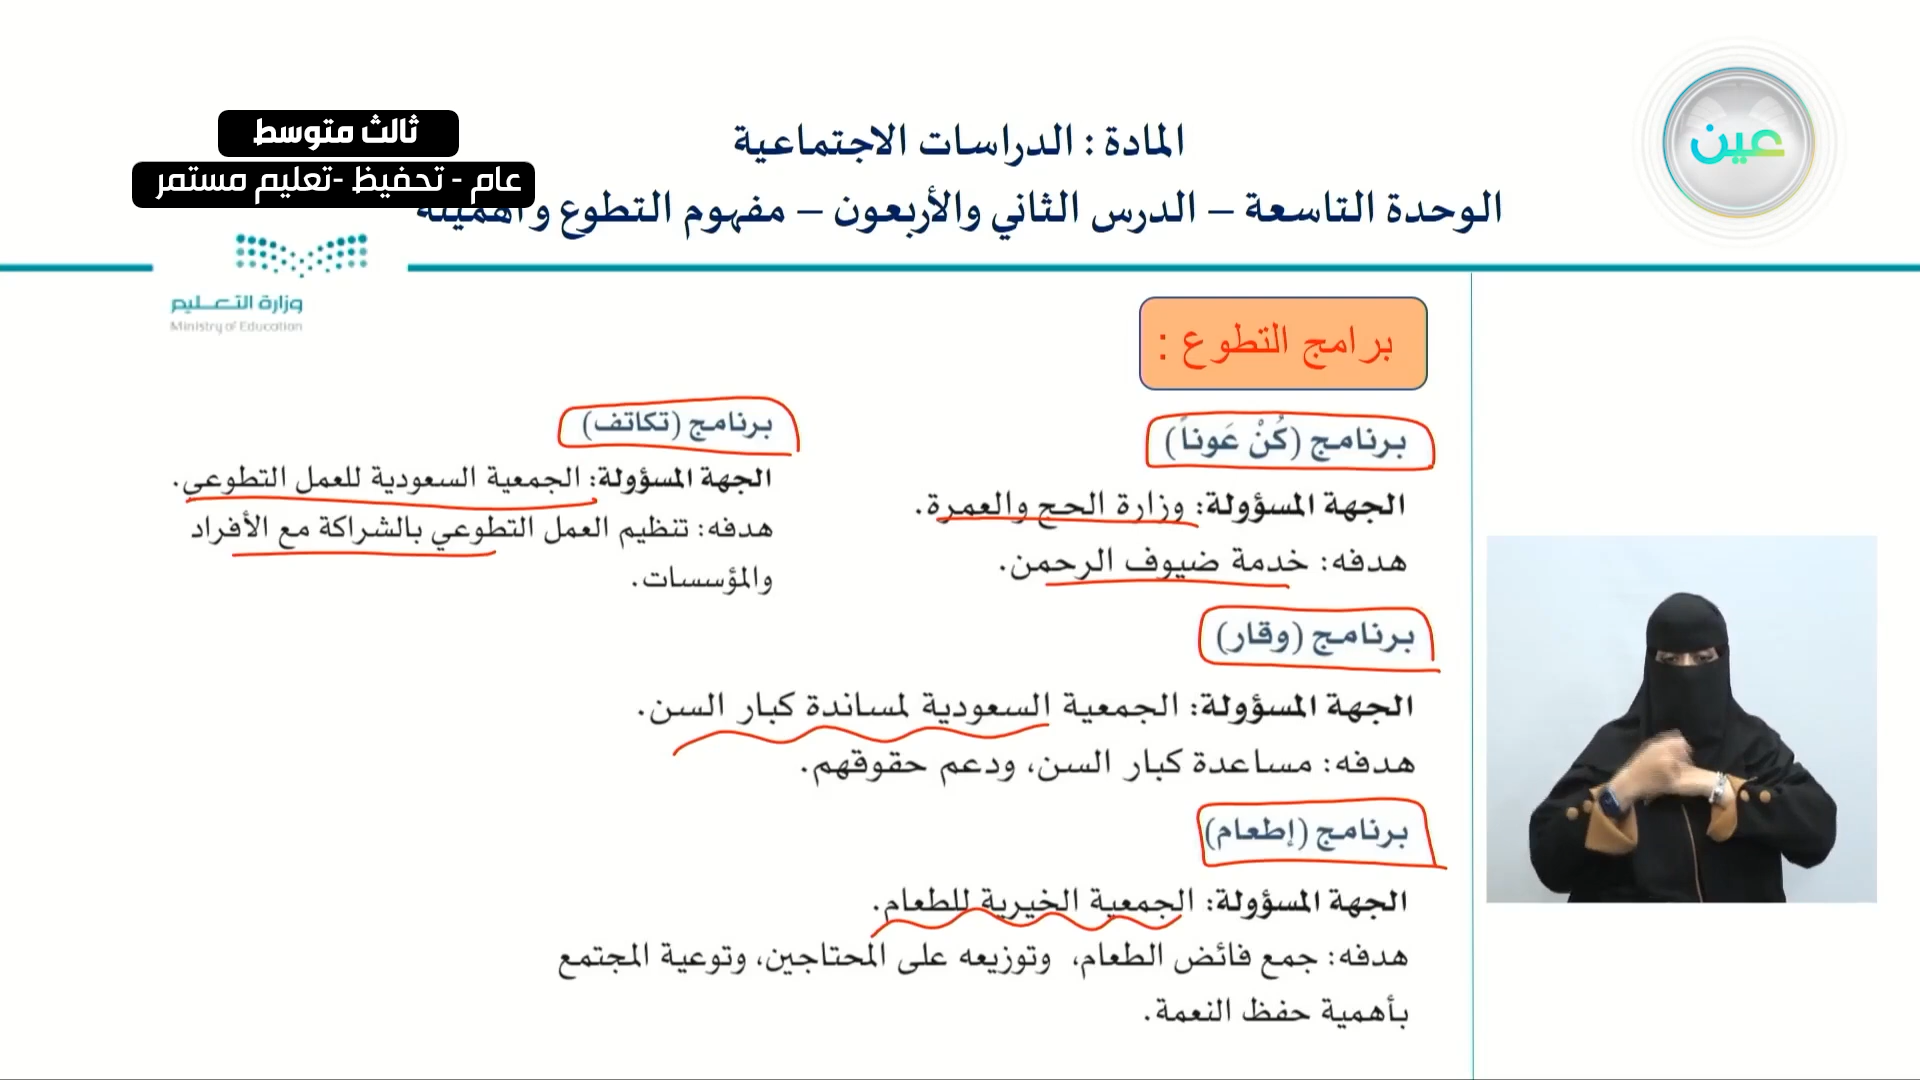 ثالث متوسط
عام - تحفيظ -تعليم مستمر
المادة : الدراسات الاجتماعية
الوحدة التاسعة – الدرس الثاني والأربعون – مفهوم التطوع وأهميته
عين
وزارة التعليم
Ministry of Education
برامج التطوع :
برنامج (كُنْ عَوناً)
الجهة المسؤولة: وزارة الحج والعمرة.
هدفه: خدمة ضيوف الرحمن.
برنامج (تكاتف)
الجهة المسؤولة: الجمعية السعودية للعمل التطوعي.
هدفه: تنظيم العمل التطوعي بالشراكة مع الأفراد
والمؤسسات.
برنامج (وقار)
الجهة المسؤولة: الجمعية السعودية لمساندة كبار السن.
هدفه: مساعدة كبار السن، ودعم حقوقهم.
برنامج (إطعام)
الجهة المسؤولة: الجمعية الخيرية للطعام.
هدفه: جمع فائض الطعام، وتوزيعه على المحتاجين، وتوعية المجتمع
بأهمية حفظ النعمة.